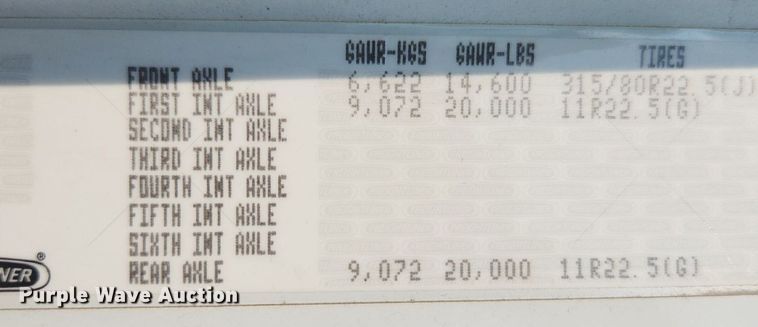 GAWR-KGS GAWR-LBS TIRES
FRONT AXLE 6,622 14,600 315/80R22.5(J)
FIRST INT AXLE 9,072 20,000 11R22.5(G)
SECOND INT AXLE
THIRD INT AXLE
FOURTH INT AXLE
FIFTH INT AXLE
SIXTH INT AXLE
REAR AXLE 9,072 20,000 11R22.5(G)
NER®
Purple Wave Auction